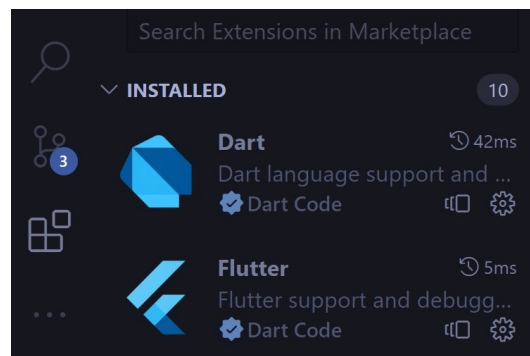 Search Extensions in Marketplace
INSTALLED 10
Dart 42ms
Dart language support and ...
Dart Code
3
Flutter 5ms
Flutter support and debugg...
Dart Code